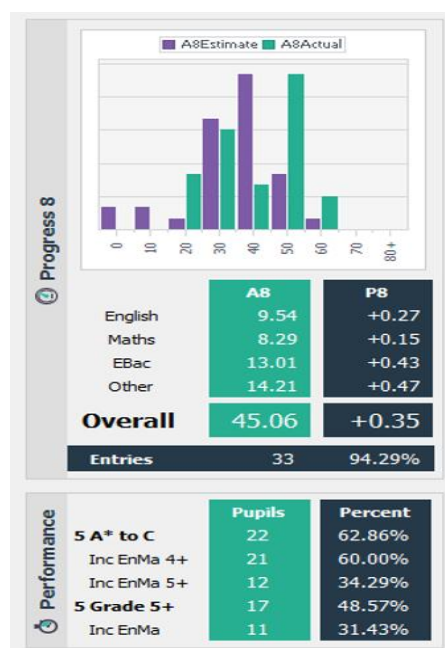 A8Estimate A8Actual
0 10 20 30 40 50 60 70 80+
Progress 8
A8 P8
English 9.54 +0.27
Maths 8.29 +0.15
EBac 13.01 +0.43
Other 14.21 +0.47
Overall 45.06 +0.35
Entries 33 94.29%
Performance
Pupils Percent
5 A* to C 22 62.86%
Inc EnMa 4+ 21 60.00%
Inc EnMa 5+ 12 34.29%
5 Grade 5+ 17 48.57%
Inc EnMa 11 31.43%